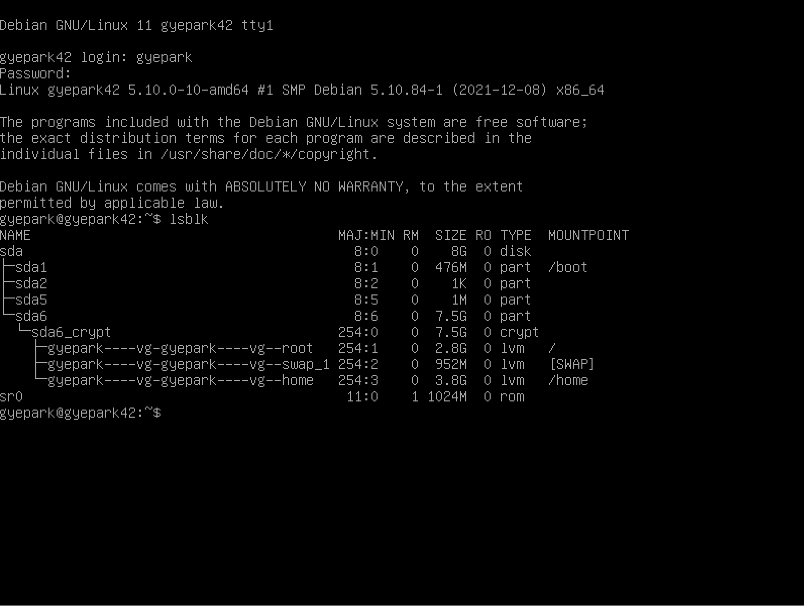 Debian GNU/Linux 11 gyepark42 tty1
gyepark42 login: gyepark
Password:
Linux gyepark42 5.10.0-10-amd64 #1 SMP Debian 5.10.84-1 (2021-12-08) x86_64
The programs included with the Debian GNU/Linux system are free software;
the exact distribution terms for each program are described in the
individual files in /usr/share/doc/*/copyright.
Debian GNU/Linux comes with ABSOLUTELY NO WARRANTY, to the extent
permitted by applicable law.
gyepark@gyepark42:~$ lsblk
NAME MAJ:MIN RM SIZE RO TYPE MOUNTPOINT
sda 8:0 0 8G 0 disk
├─sda1 8:1 0 476M 0 part /boot
├─sda2 8:2 0 1K 0 part
├─sda5 8:5 0 1M 0 part
└─sda6 8:6 0 7.5G 0 part
  └─sda6_crypt 254:0 0 7.5G 0 crypt
    ├─gyepark----vg-gyepark----vg--root 254:1 0 2.8G 0 lvm /
    ├─gyepark----vg-gyepark----vg--swap_1 254:2 0 952M 0 lvm [SWAP]
    └─gyepark----vg-gyepark----vg--home 254:3 0 3.8G 0 lvm /home
sr0 11:0 1 1024M 0 rom
gyepark@gyepark42:~$